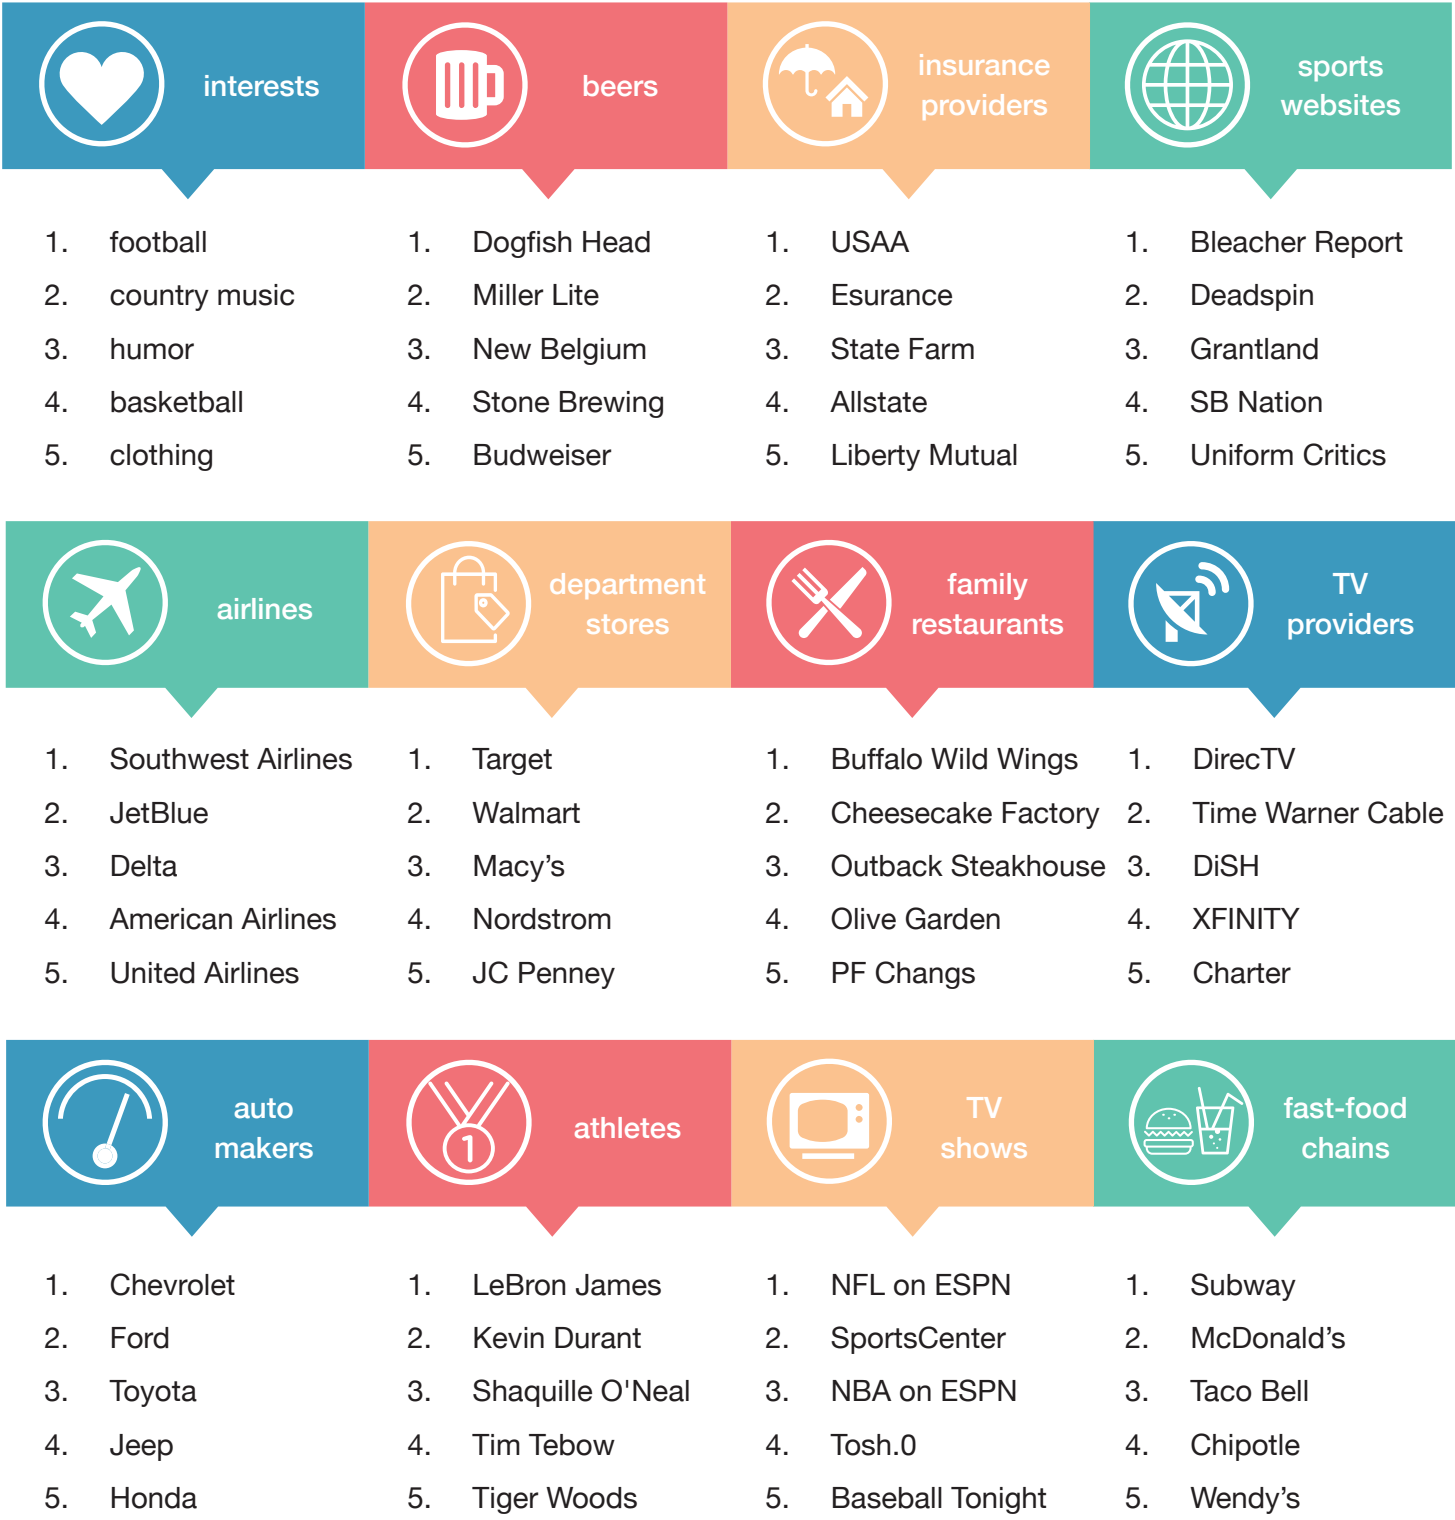 interests
1. football
2. country music
3. humor
4. basketball
5. clothing
beers
1. Dogfish Head
2. Miller Lite
3. New Belgium
4. Stone Brewing
5. Budweiser
insurance
providers
1. USAA
2. Esurance
3. State Farm
4. Allstate
5. Liberty Mutual
sports
websites
1. Bleacher Report
2. Deadspin
3. Grantland
4. SB Nation
5. Uniform Critics
airlines
1. Southwest Airlines
2. JetBlue
3. Delta
4. American Airlines
5. United Airlines
department
stores
1. Target
2. Walmart
3. Macy’s
4. Nordstrom
5. JC Penney
family
restaurants
1. Buffalo Wild Wings
2. Cheesecake Factory
3. Outback Steakhouse
4. Olive Garden
5. PF Changs
TV
providers
1. DirecTV
2. Time Warner Cable
3. DiSH
4. XFINITY
5. Charter
auto
makers
1. Chevrolet
2. Ford
3. Toyota
4. Jeep
5. Honda
1
athletes
1. LeBron James
2. Kevin Durant
3. Shaquille O'Neal
4. Tim Tebow
5. Tiger Woods
TV
shows
1. NFL on ESPN
2. SportsCenter
3. NBA on ESPN
4. Tosh.0
5. Baseball Tonight
fast-food
chains
1. Subway
2. McDonald’s
3. Taco Bell
4. Chipotle
5. Wendy’s